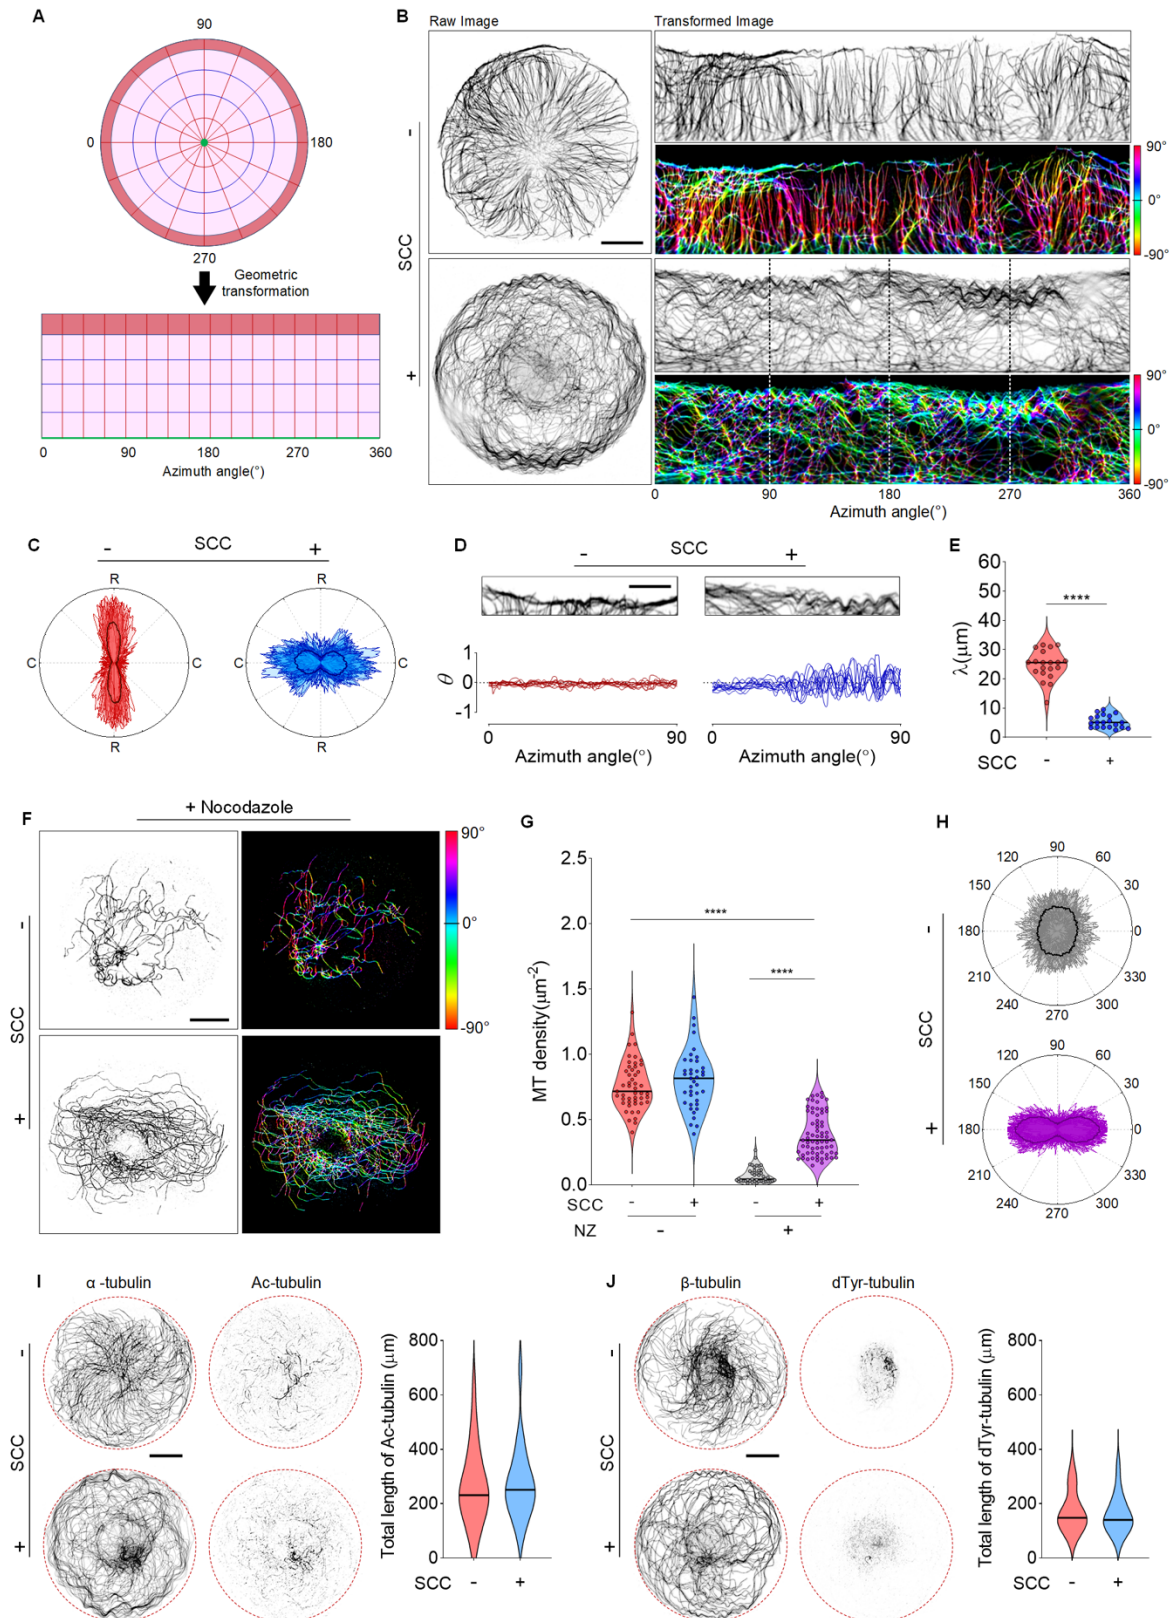 A
90
0
180
270
Geometric
transformation
0 90 180 270 360
Azimuth angle(°)
B
Raw Image
Transformed Image
SCC
-
+
90°
0°
-90°
90°
0°
-90°
0 90 180 270 360
Azimuth angle(°)
C
- SCC +
R R
C C C C
R R
D
- SCC +
θ
1
0
-1
0 90 0 90
Azimuth angle(°) Azimuth angle(°)
E
λ(μm)
60
50
40
30
20
10
0
****
SCC - +
F
+ Nocodazole
SCC
-
+
90°
0°
-90°
G
MT density(μm⁻²)
2.5
2.0
1.5
1.0
0.5
0.0
****
****
SCC - + - +
NZ - +
H
SCC
-
+
90
120 60
150 30
180 0
210 330
240 300
270
90
120 60
150 30
180 0
210 330
240 300
270
I
α -tubulin Ac-tubulin
SCC
-
+
Total length of Ac-tubulin (μm)
800
600
400
200
0
SCC - +
J
β-tubulin dTyr-tubulin
SCC
-
+
Total length of dTyr-tubulin (μm)
800
600
400
200
0
SCC - +